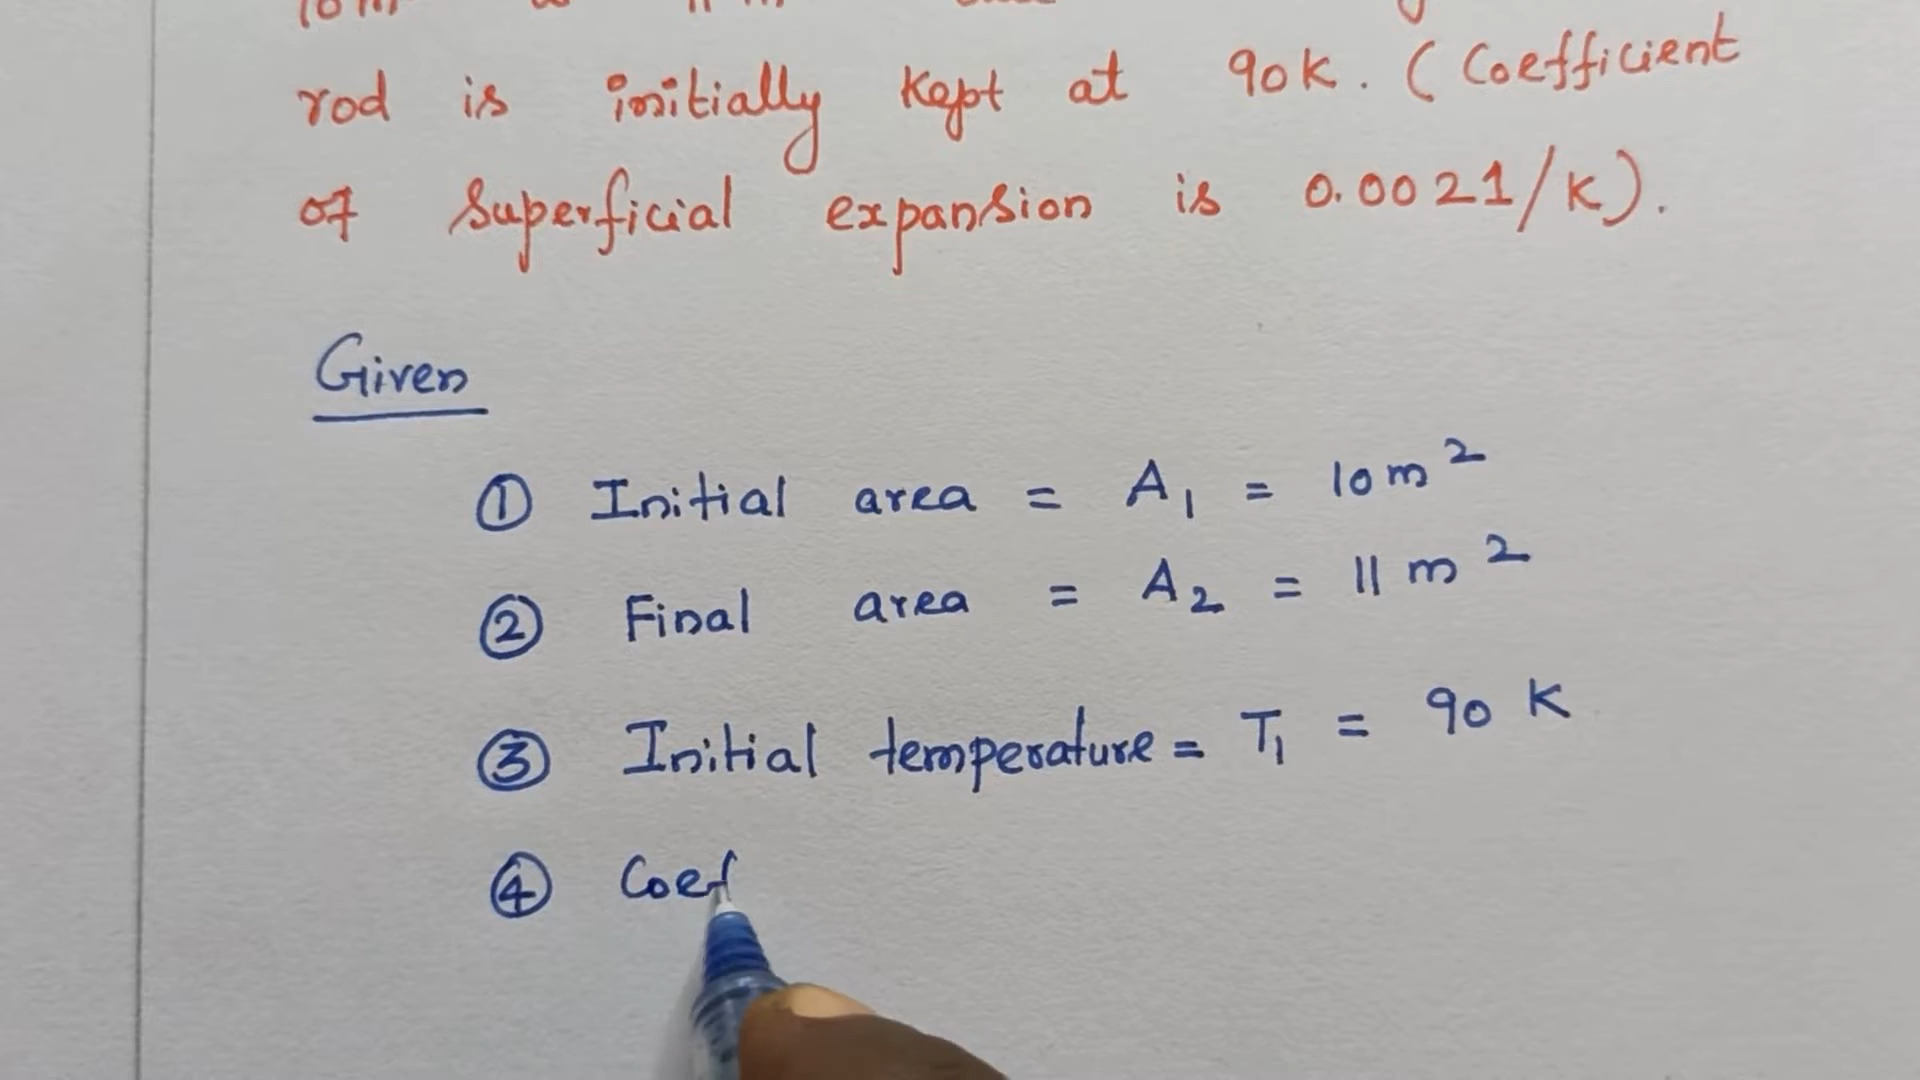 rod is initially kept at 90K. (Coefficient
of superficial expansion is 0.0021/K).
Given
① Initial area = A₁ = 10m²
② Final area = A₂ = 11 m²
③ Initial temperature = T₁ = 90 K
④ Coef